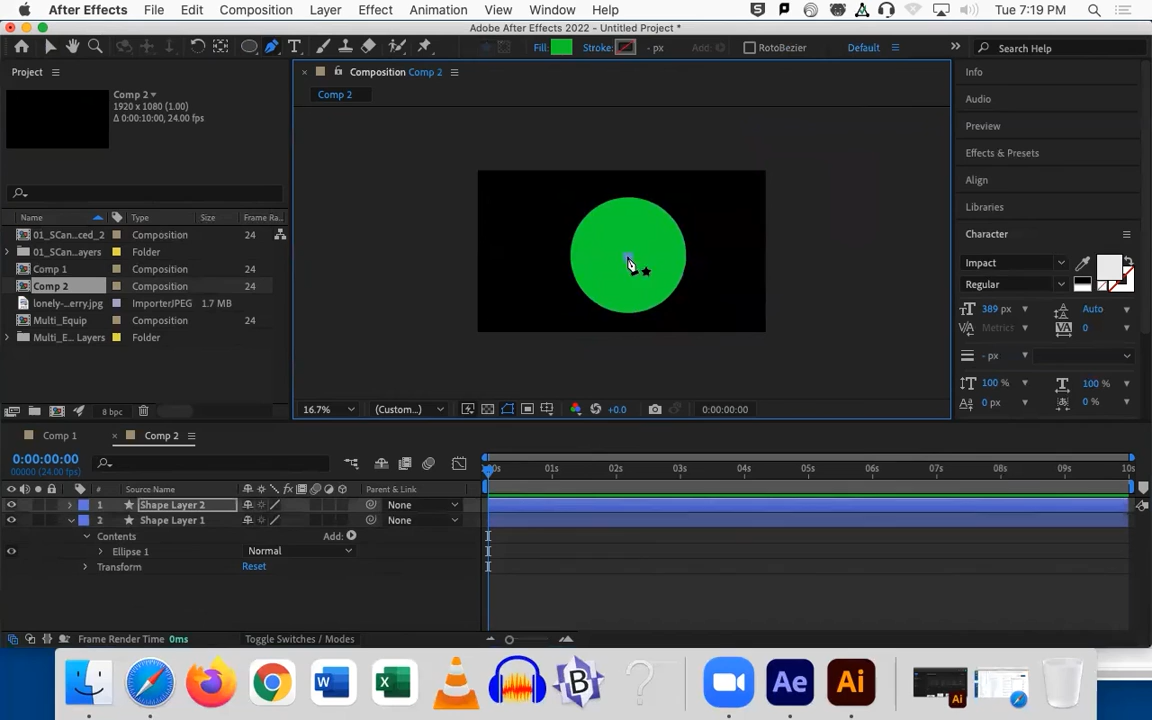 After Effects File Edit Composition Layer Effect Animation View Window Help Tue 7:19 PM
Adobe After Effects 2022 - Untitled Project *
T Fill: Stroke: - px Add: RotoBezier Default Search Help
Project
Comp 2
1920 x 1080 (1.00)
Δ 0:00:10:00, 24.00 fps
Name Type Size Frame Ra...
01_SCan...ced_2 Composition 24
01_SCan...ayers Folder
Comp 1 Composition 24
Comp 2 Composition 24
lonely-...erry.jpg ImporterJPEG 1.7 MB
Multi_Equip Composition 24
Multi_E... Layers Folder
8 bpc
Composition Comp 2
Comp 2
16.7% (Custom...) +0.0 0:00:00:00
Info
Audio
Preview
Effects & Presets
Align
Libraries
Character
Impact
Regular
389 px Auto
Metrics 0
- px
100 % 100 %
0 px 0 %
Comp 1 Comp 2
0:00:00:00
00000 (24.00 fps)
:00s 01s 02s 03s 04s 05s 06s 07s 08s 09s 10s
# Source Name Parent & Link
1 Shape Layer 2 None
2 Shape Layer 1 None
Contents Add:
Ellipse 1 Normal
Transform Reset
Frame Render Time 0ms Toggle Switches / Modes
W X B ? Ae Ai Ai